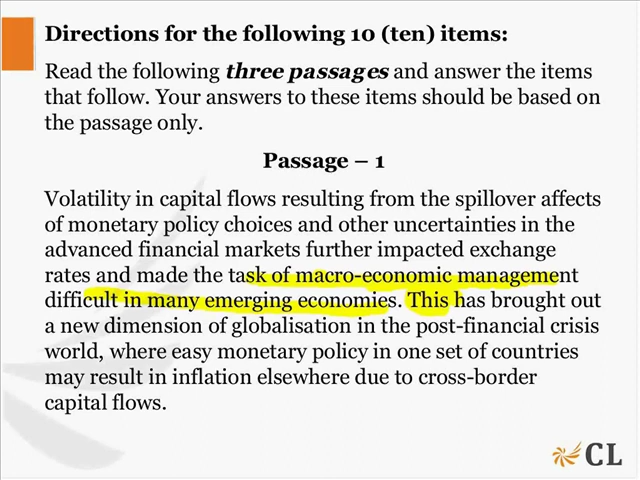 Directions for the following 10 (ten) items:
Read the following three passages and answer the items
that follow. Your answers to these items should be based on
the passage only.
Passage – 1
Volatility in capital flows resulting from the spillover affects
of monetary policy choices and other uncertainties in the
advanced financial markets further impacted exchange
rates and made the task of macro-economic management
difficult in many emerging economies. This has brought out
a new dimension of globalisation in the post-financial crisis
world, where easy monetary policy in one set of countries
may result in inflation elsewhere due to cross-border
capital flows.
CL